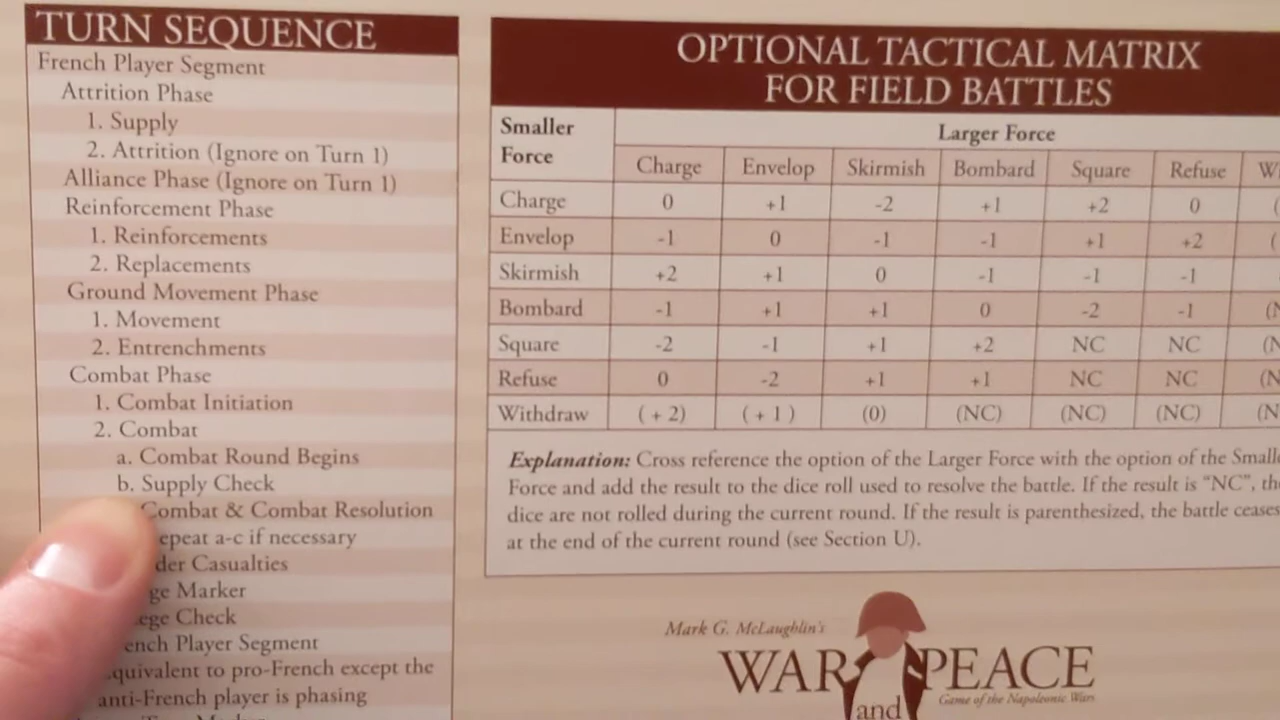 TURN SEQUENCE
French Player Segment
Attrition Phase
1. Supply
2. Attrition (Ignore on Turn 1)
Alliance Phase (Ignore on Turn 1)
Reinforcement Phase
1. Reinforcements
2. Replacements
Ground Movement Phase
1. Movement
2. Entrenchments
Combat Phase
1. Combat Initiation
2. Combat
a. Combat Round Begins
b. Supply Check
Combat & Combat Resolution
epeat a-c if necessary
der Casualties
ge Marker
ege Check
ench Player Segment
quivalent to pro-French except the
anti-French player is phasing
OPTIONAL TACTICAL MATRIX
FOR FIELD BATTLES
Smaller
Force
Larger Force
Charge Envelop Skirmish Bombard Square Refuse
Charge 0 +1 -2 +1 +2 0 (
Envelop -1 0 -1 -1 +1 +2 (
Skirmish +2 +1 0 -1 -1 -1
Bombard -1 +1 +1 0 -2 -1 (N
Square -2 -1 +1 +2 NC NC (N
Refuse 0 -2 +1 +1 NC NC (N
Withdraw ( + 2) ( + 1 ) (0) (NC) (NC) (NC) (N
Explanation: Cross reference the option of the Larger Force with the option of the Smalle
Force and add the result to the dice roll used to resolve the battle. If the result is "NC", the
dice are not rolled during the current round. If the result is parenthesized, the battle ceases
at the end of the current round (see Section U).
Mark G. McLaughlin's
WAR and PEACE
Game of the Napoleonic Wars